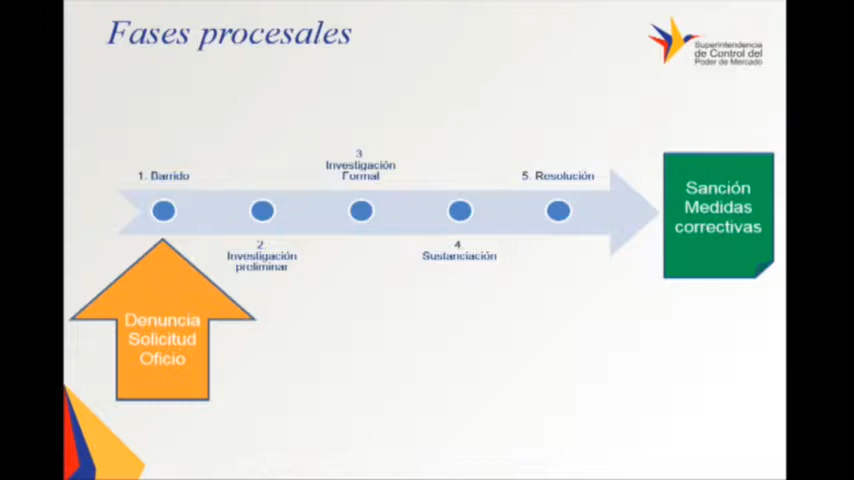 Fases procesales
Superintendencia
de Control del
Poder de Mercado
1. Barrido
2.
Investigación
preliminar
3
Investigación
Formal
4.
Sustanciación
5. Resolución
Sanción
Medidas
correctivas
Denuncia
Solicitud
Oficio